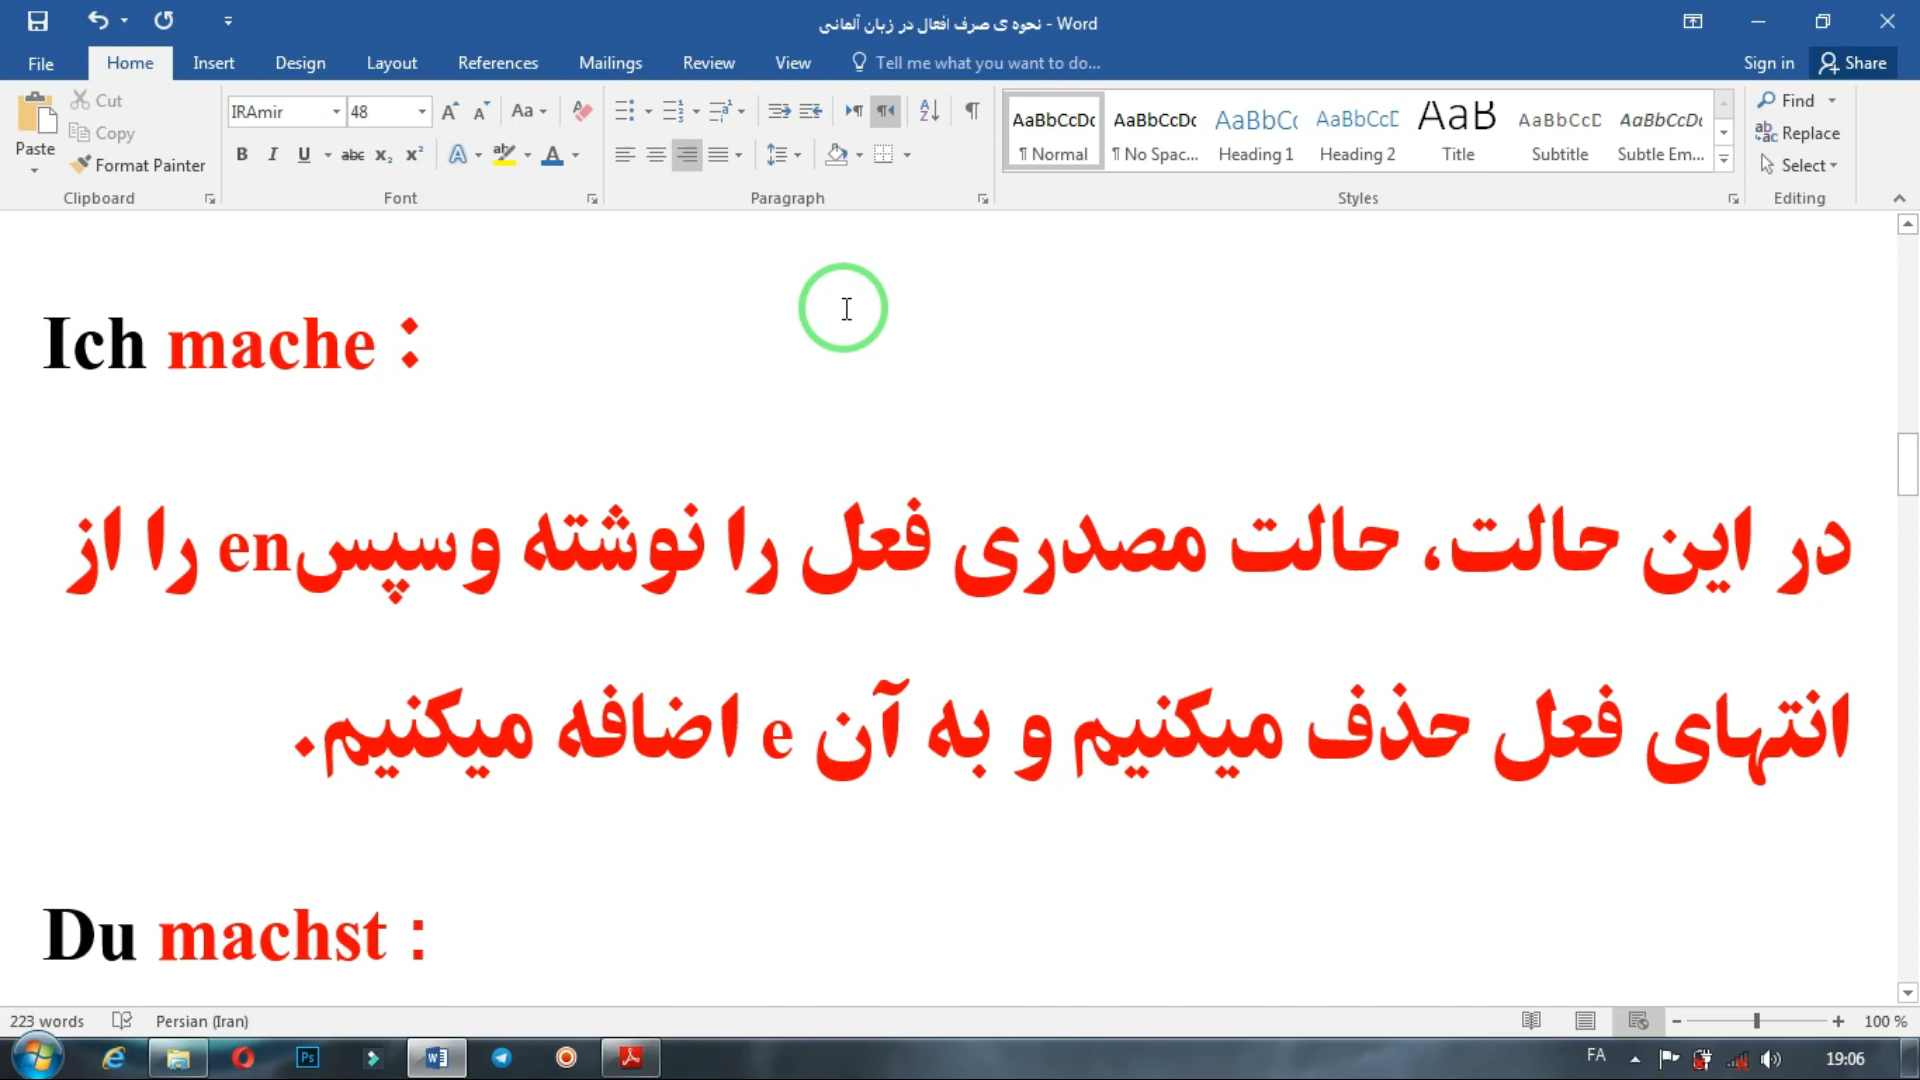 نحوه ی صرف افعال در زبان آلمانی - Word
File Home Insert Design Layout References Mailings Review View Tell me what you want to do... Sign in Share
Paste
Cut
Copy
Format Painter
Clipboard
IRAmir 48
Font
Paragraph
AaBbCcDc AaBbCcDc AaBbCc AaBbCcD AaB AaBbCcD AaBbCcDc
¶ Normal ¶ No Spac... Heading 1 Heading 2 Title Subtitle Subtle Em...
Styles
Find
Replace
Select
Editing
Ich mache :
در این حالت، حالت مصدری فعل را نوشته وسپسen را از
انتهای فعل حذف میکنیم و به آن e اضافه میکنیم.
Du machst :
223 words Persian (Iran) 100 %
FA 19:06